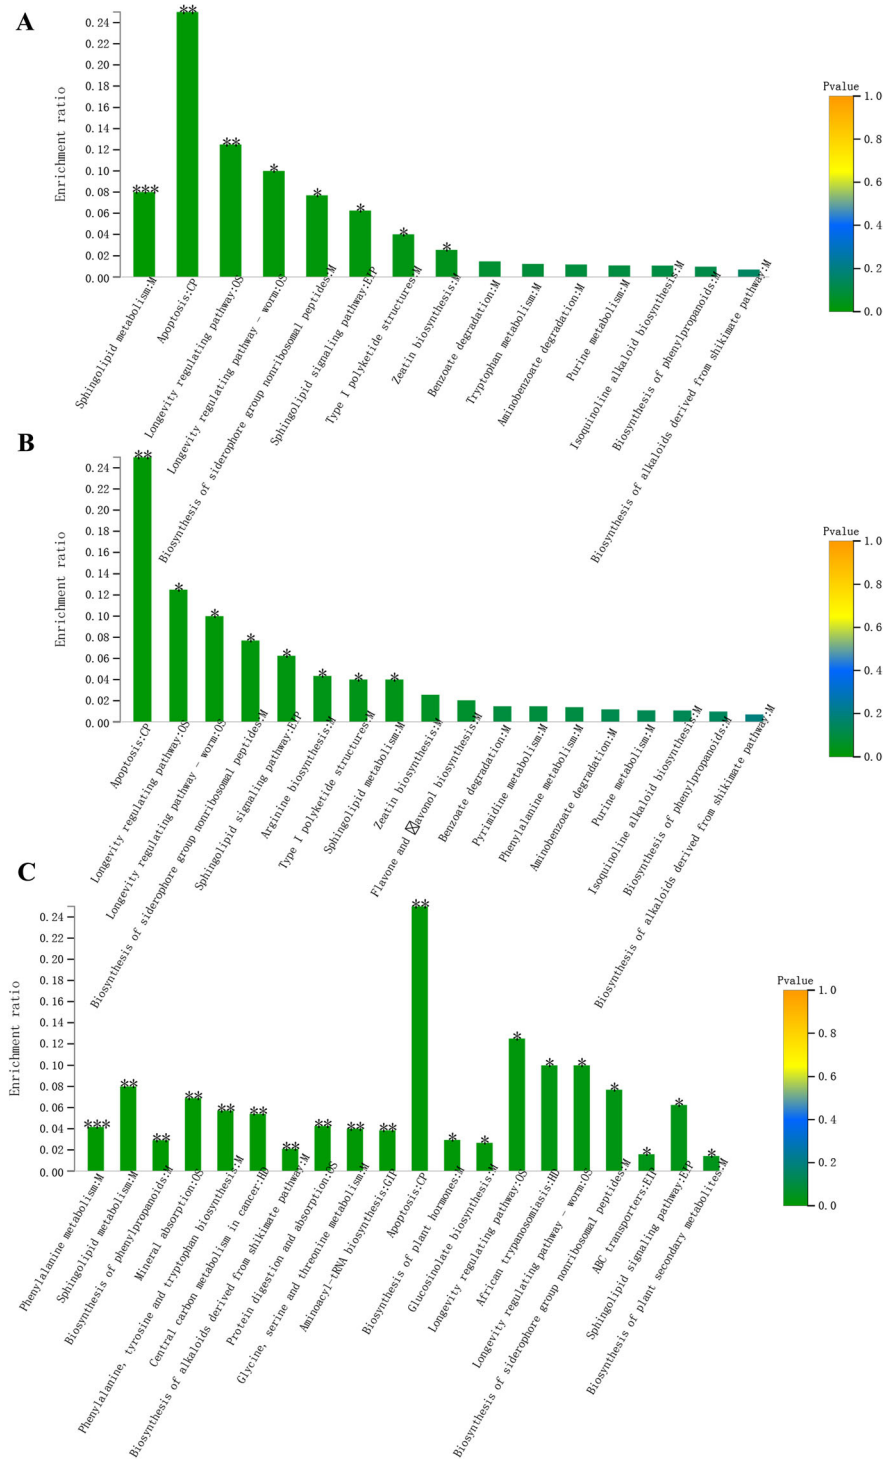 A
Enrichment ratio
0.24
0.22
0.20
0.18
0.16
0.14
0.12
0.10
0.08
0.06
0.04
0.02
0.00
***
**
**
*
*
*
*
*
Sphingolipid metabolism:M
Apoptosis:CP
Longevity regulating pathway:OS
Longevity regulating pathway - worm:OS
Biosynthesis of siderophore group nonribosomal peptides:M
Sphingolipid signaling pathway:EIP
Type I polyketide structures:M
Zeatin biosynthesis:M
Benzoate degradation:M
Tryptophan metabolism:M
Aminobenzoate degradation:M
Purine metabolism:M
Isoquinoline alkaloid biosynthesis:M
Biosynthesis of phenylpropanoids:M
Biosynthesis of alkaloids derived from shikimate pathway:M
Pvalue
1.0
0.8
0.6
0.4
0.2
0.0
B
Enrichment ratio
0.24
0.22
0.20
0.18
0.16
0.14
0.12
0.10
0.08
0.06
0.04
0.02
0.00
**
*
*
*
*
*
*
*
Apoptosis:CP
Longevity regulating pathway:OS
Longevity regulating pathway - worm:OS
Biosynthesis of siderophore group nonribosomal peptides:M
Sphingolipid signaling pathway:EIP
Arginine biosynthesis:M
Type I polyketide structures:M
Sphingolipid metabolism:M
Zeatin biosynthesis:M
Flavone and lavonol biosynthesis:M
Benzoate degradation:M
Pyrimidine metabolism:M
Phenylalanine metabolism:M
Aminobenzoate degradation:M
Purine metabolism:M
Isoquinoline alkaloid biosynthesis:M
Biosynthesis of phenylpropanoids:M
Biosynthesis of alkaloids derived from shikimate pathway:M
Pvalue
1.0
0.8
0.6
0.4
0.2
0.0
C
Enrichment ratio
0.24
0.22
0.20
0.18
0.16
0.14
0.12
0.10
0.08
0.06
0.04
0.02
0.00
***
**
**
**
**
**
**
**
**
**
**
*
*
*
*
*
*
*
*
*
Phenylalanine metabolism:M
Sphingolipid metabolism:M
Biosynthesis of phenylpropanoids:M
Mineral absorption:OS
Phenylalanine, tyrosine and tryptophan biosynthesis:M
Central carbon metabolism in cancer:HD
Biosynthesis of alkaloids derived from shikimate pathway:M
Protein digestion and absorption:OS
Glycine, serine and threonine metabolism:M
Aminoacyl-tRNA biosynthesis:GIP
Apoptosis:CP
Biosynthesis of plant hormones:M
Glucosinolate biosynthesis:M
Longevity regulating pathway:OS
African trypanosomiasis:HD
Longevity regulating pathway - worm:OS
Biosynthesis of siderophore group nonribosomal peptides:M
ABC transporters:EIP
Sphingolipid signaling pathway:EIP
Biosynthesis of plant secondary metabolites:M
Pvalue
1.0
0.8
0.6
0.4
0.2
0.0